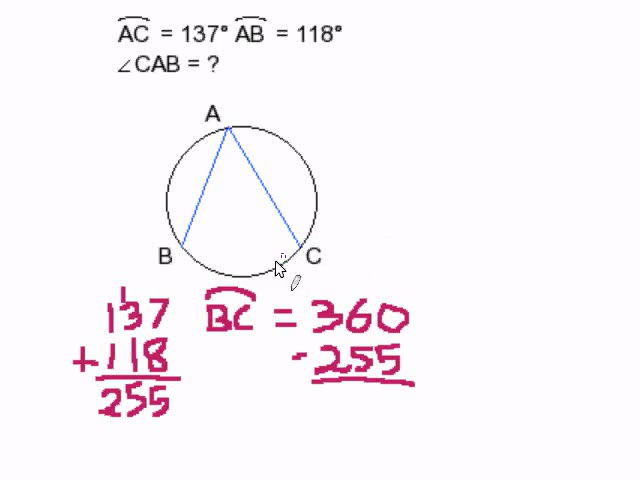 AC = 137° AB = 118°
∠CAB = ?
A
B
C
137
+118
255
BC = 360
-255